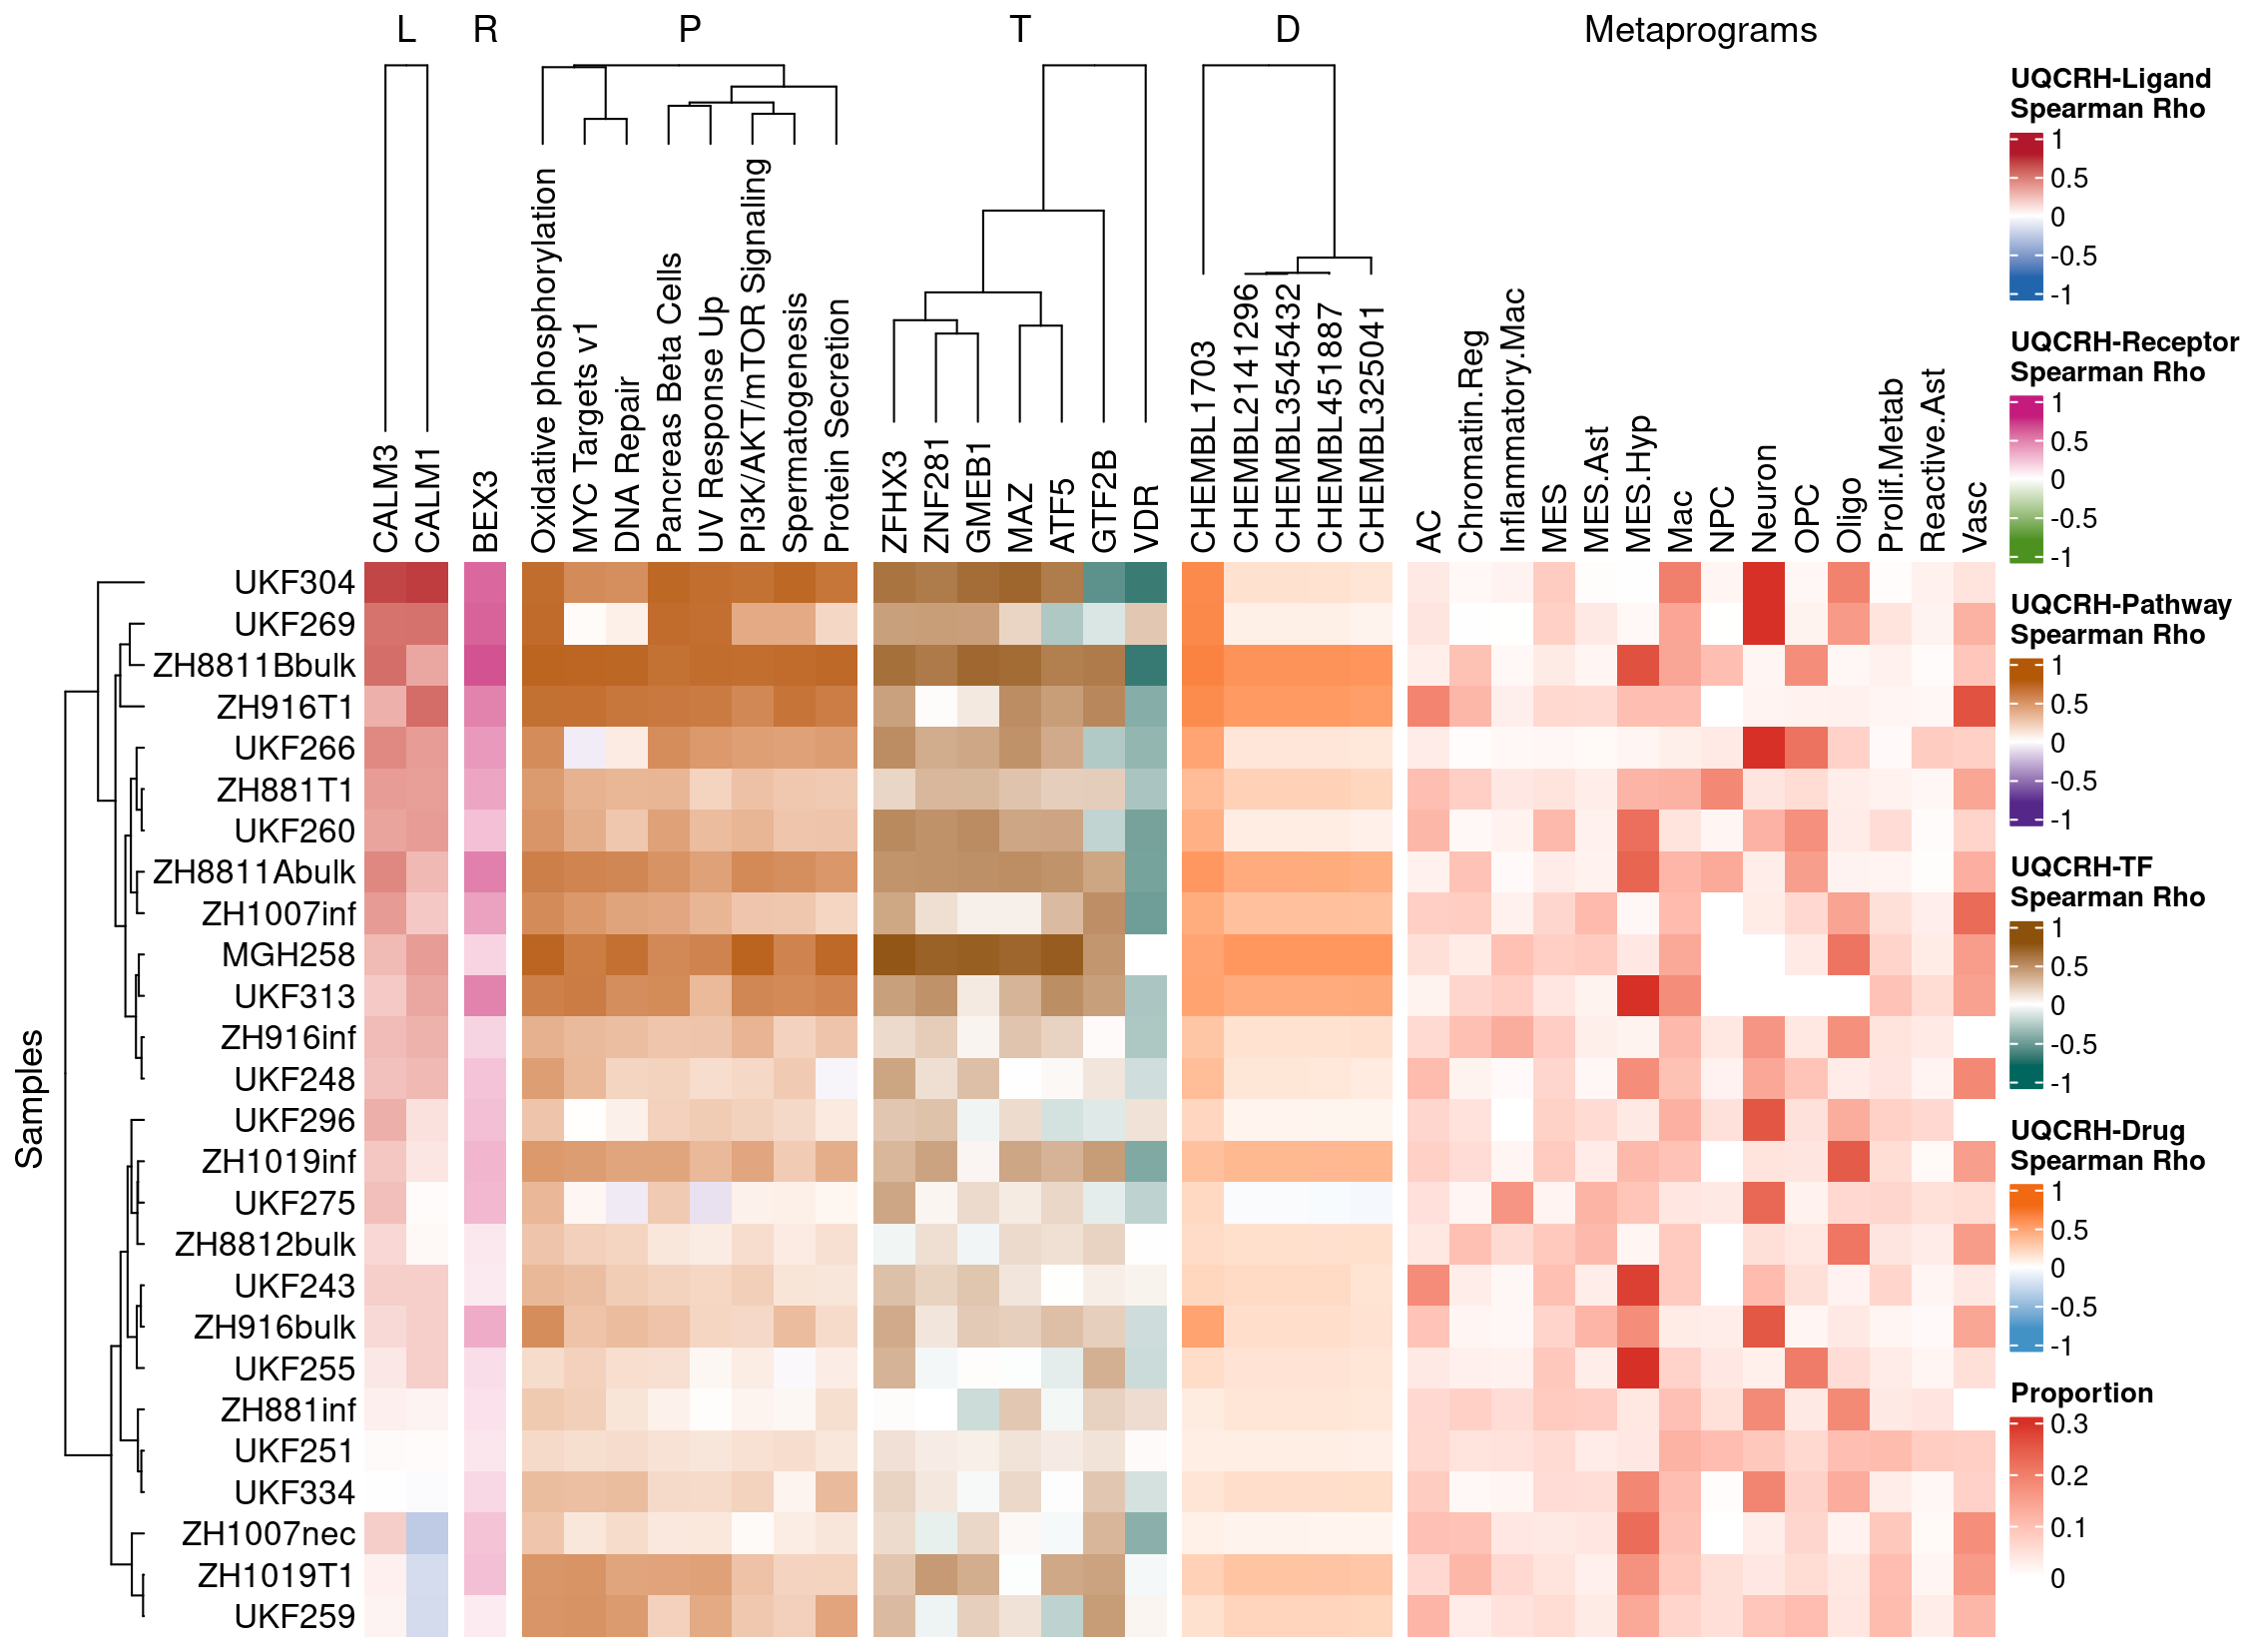 L R P T D Metaprograms
CALM3
CALM1
BEX3
Oxidative phosphorylation
MYC Targets v1
DNA Repair
Pancreas Beta Cells
UV Response Up
PI3K/AKT/mTOR Signaling
Spermatogenesis
Protein Secretion
ZFHX3
ZNF281
GMEB1
MAZ
ATF5
GTF2B
VDR
CHEMBL1703
CHEMBL2141296
CHEMBL3545432
CHEMBL451887
CHEMBL325041
AC
Chromatin.Reg
Inflammatory.Mac
MES
MES.Ast
MES.Hyp
Mac
NPC
Neuron
OPC
Oligo
Prolif.Metab
Reactive.Ast
Vasc
Samples
UKF304
UKF269
ZH8811Bbulk
ZH916T1
UKF266
ZH881T1
UKF260
ZH8811Abulk
ZH1007inf
MGH258
UKF313
ZH916inf
UKF248
UKF296
ZH1019inf
UKF275
ZH8812bulk
UKF243
ZH916bulk
UKF255
ZH881inf
UKF251
UKF334
ZH1007nec
ZH1019T1
UKF259
UQCRH-Ligand
Spearman Rho
1
0.5
0
-0.5
-1
UQCRH-Receptor
Spearman Rho
1
0.5
0
-0.5
-1
UQCRH-Pathway
Spearman Rho
1
0.5
0
-0.5
-1
UQCRH-TF
Spearman Rho
1
0.5
0
-0.5
-1
UQCRH-Drug
Spearman Rho
1
0.5
0
-0.5
-1
Proportion
0.3
0.2
0.1
0